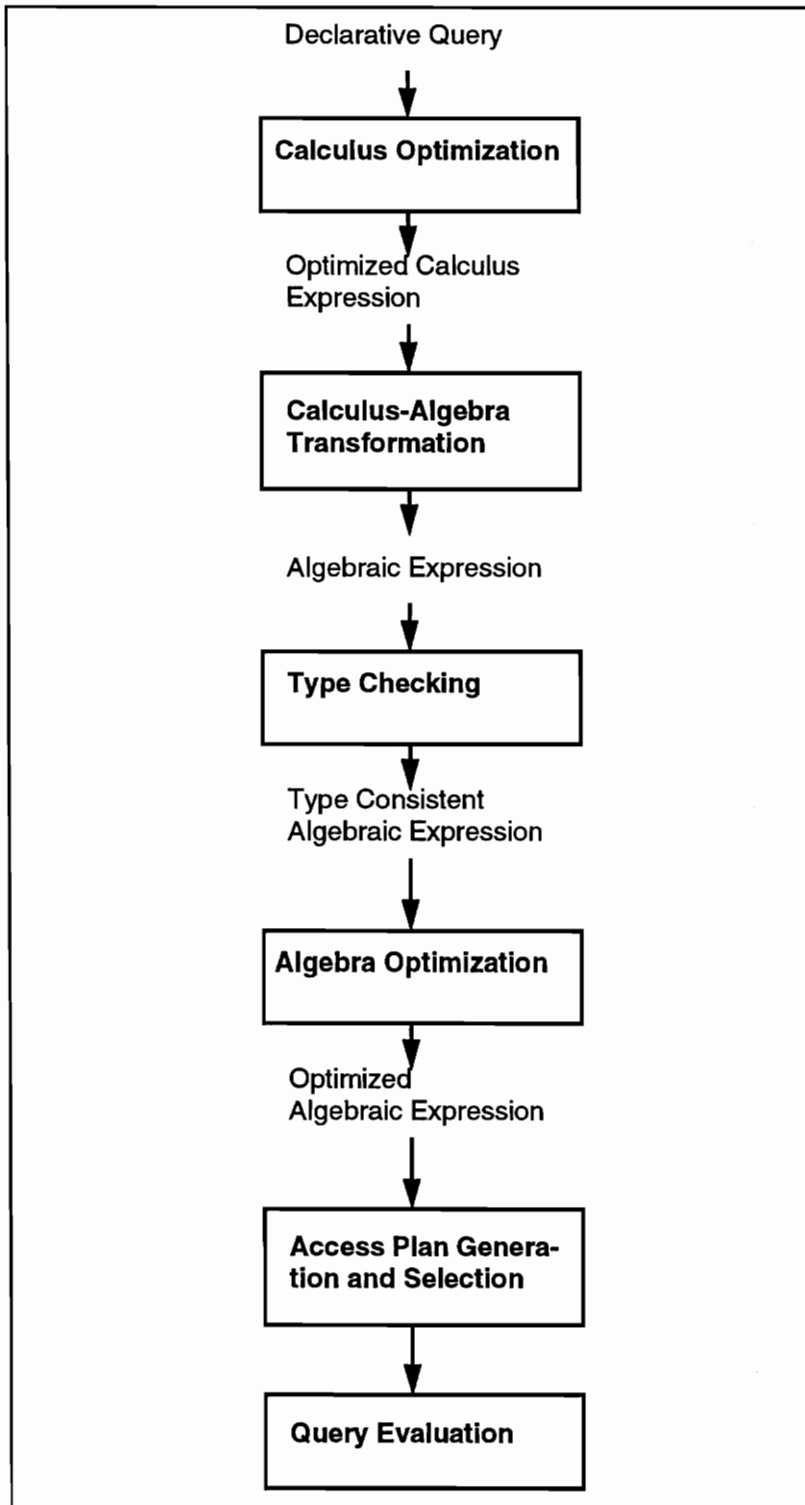 Declarative Query
Calculus Optimization
Optimized Calculus
Expression
Calculus-Algebra
Transformation
Algebraic Expression
Type Checking
Type Consistent
Algebraic Expression
Algebra Optimization
Optimized
Algebraic Expression
Access Plan Genera-
tion and Selection
Query Evaluation